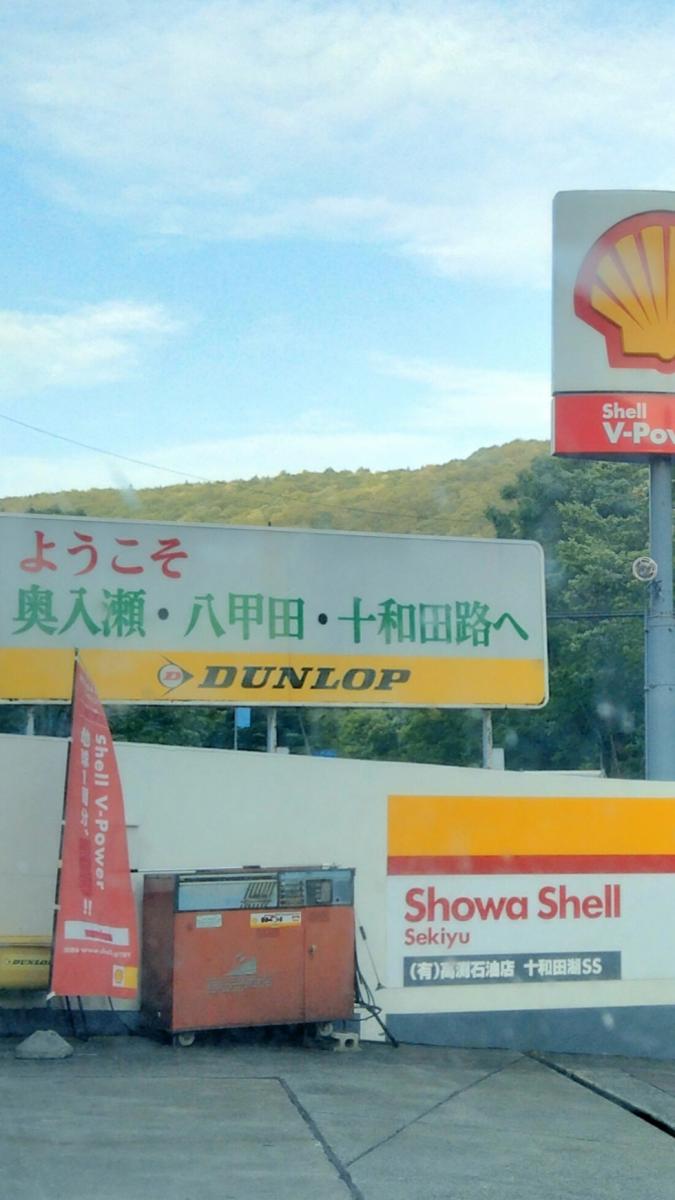 Shell
ようこそ
奥入瀬・八甲田・十和田路へ
DUNLOP
Shell V-Power
Showa Shell
Sekiyu
(有)高渕石油店 十和田湖SS
DUNLOP